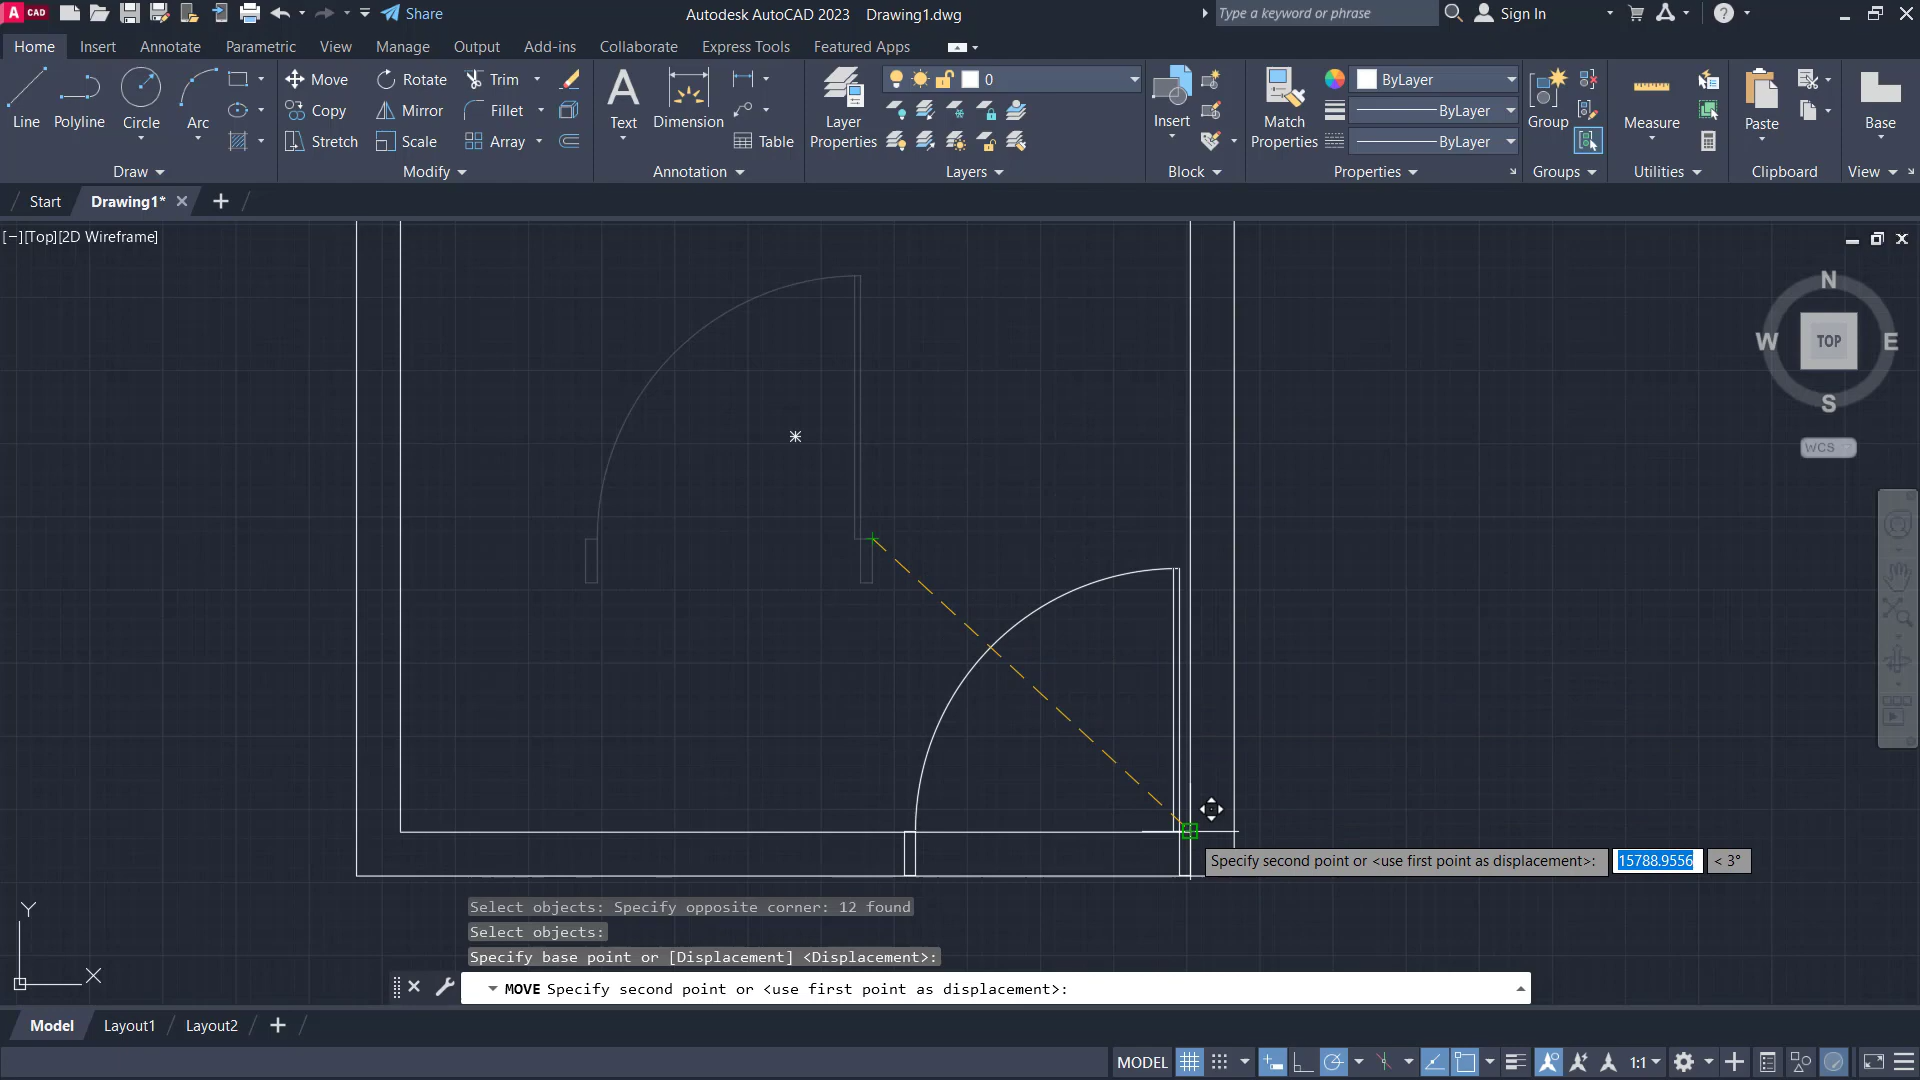 A CAD Share Autodesk AutoCAD 2023 Drawing1.dwg Type a keyword or phrase Sign In ?
Home Insert Annotate Parametric View Manage Output Add-ins Collaborate Express Tools Featured Apps
Move Rotate Trim 0 ByLayer
Line Polyline Circle Arc Copy Mirror Fillet Text Dimension Layer Properties Insert Match Properties ByLayer Group Measure Paste Base
Stretch Scale Array Table ByLayer
Draw Modify Annotation Layers Block Properties Groups Utilities Clipboard View
Start Drawing1* +
[−][Top][2D Wireframe]
N
W TOP E
S
WCS
Specify second point or <use first point as displacement>: 15788.9556 < 3°
Y
X
Select objects: Specify opposite corner: 12 found
Select objects:
Specify base point or [Displacement] <Displacement>:
MOVE Specify second point or <use first point as displacement>:
Model Layout1 Layout2 +
MODEL 1:1